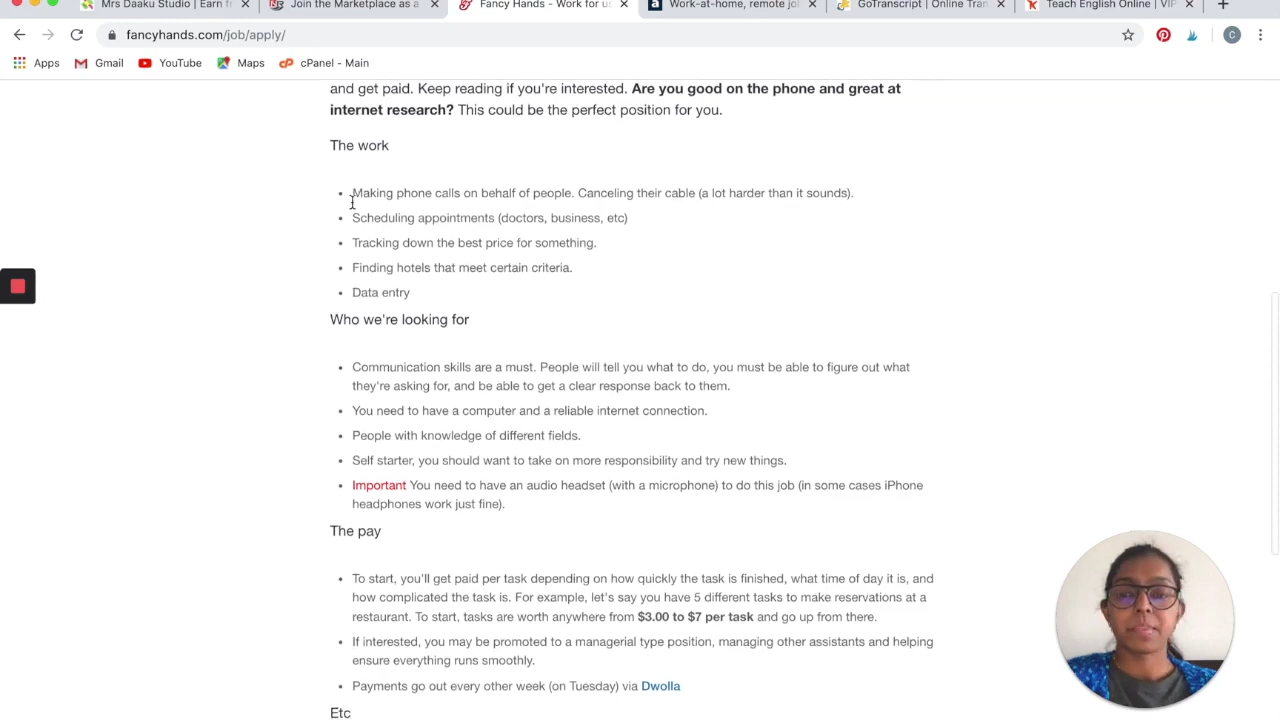 Mrs Daaku Studio | Earn fr
Join the Marketplace as a
Fancy Hands - Work for us
Work-at-home, remote jo
GoTranscript | Online Tran
Teach English Online | VIP
fancyhands.com/job/apply/
C
Apps
Gmail
YouTube
Maps
cPanel - Main
and get paid. Keep reading if you're interested. Are you good on the phone and great at
internet research? This could be the perfect position for you.
The work
• Making phone calls on behalf of people. Canceling their cable (a lot harder than it sounds).
• Scheduling appointments (doctors, business, etc)
• Tracking down the best price for something.
• Finding hotels that meet certain criteria.
• Data entry
Who we're looking for
• Communication skills are a must. People will tell you what to do, you must be able to figure out what
they're asking for, and be able to get a clear response back to them.
• You need to have a computer and a reliable internet connection.
• People with knowledge of different fields.
• Self starter, you should want to take on more responsibility and try new things.
• Important You need to have an audio headset (with a microphone) to do this job (in some cases iPhone
headphones work just fine).
The pay
• To start, you'll get paid per task depending on how quickly the task is finished, what time of day it is, and
how complicated the task is. For example, let's say you have 5 different tasks to make reservations at a
restaurant. To start, tasks are worth anywhere from $3.00 to $7 per task and go up from there.
• If interested, you may be promoted to a managerial type position, managing other assistants and helping
ensure everything runs smoothly.
• Payments go out every other week (on Tuesday) via Dwolla
Etc